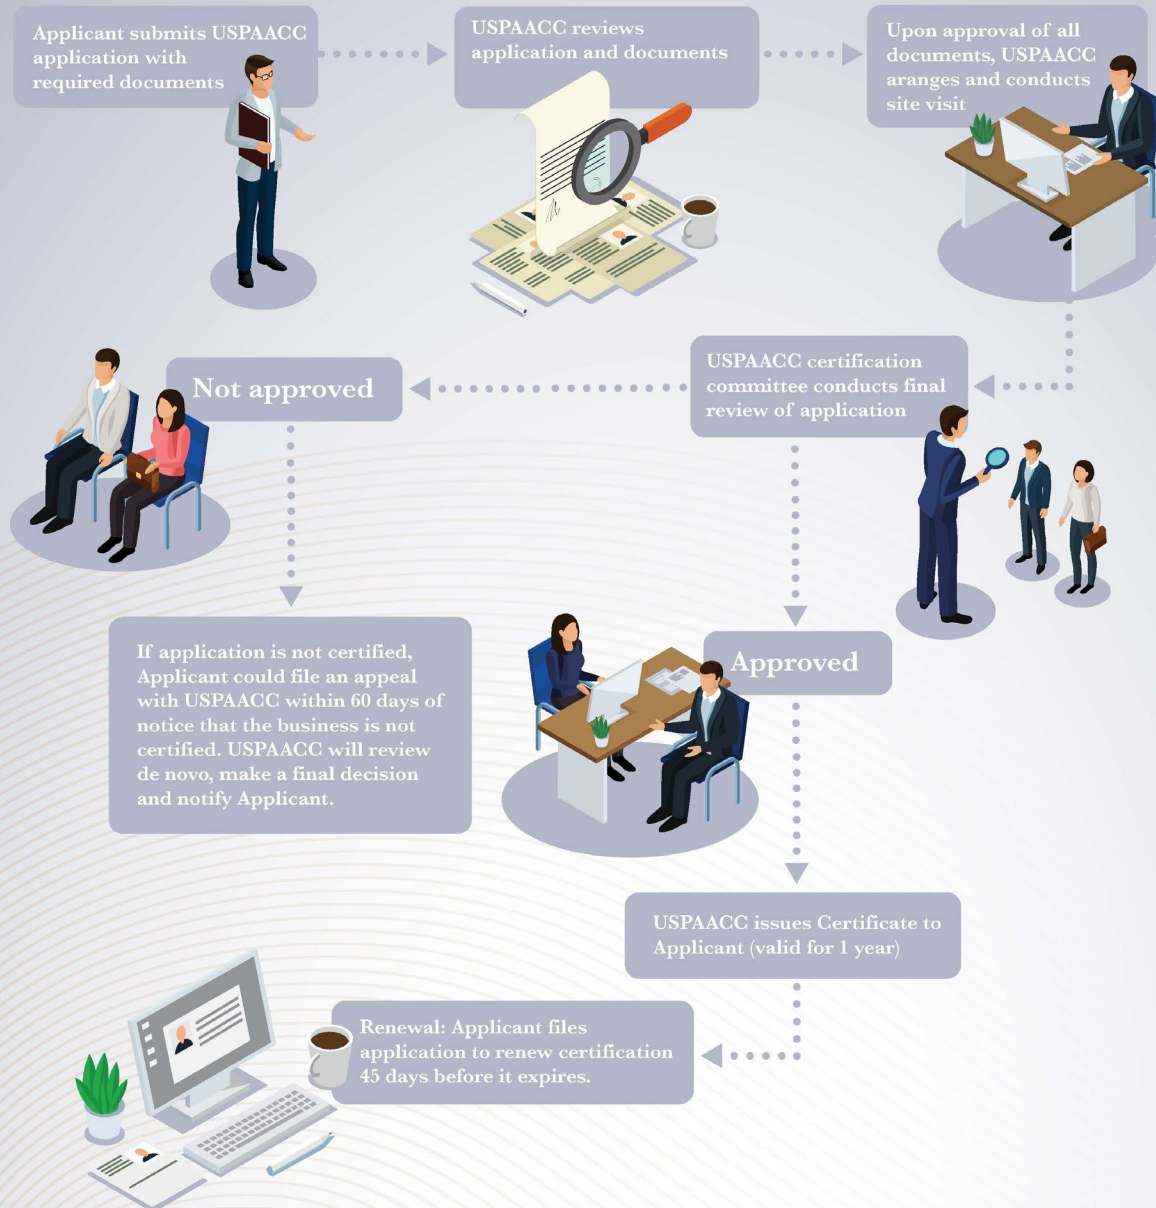 Applicant submits USPAACC
application with
required documents
USPAACC reviews
application and documents
Upon approval of all
documents, USPAACC
aranges and conducts
site visit
USPAACC certification
committee conducts final
review of application
Not approved
If application is not certified,
Applicant could file an appeal
with USPAACC within 60 days of
notice that the business is not
certified. USPAACC will review
de novo, make a final decision
and notify Applicant.
Approved
USPAACC issues Certificate to
Applicant (valid for 1 year)
Renewal: Applicant files
application to renew certification
45 days before it expires.